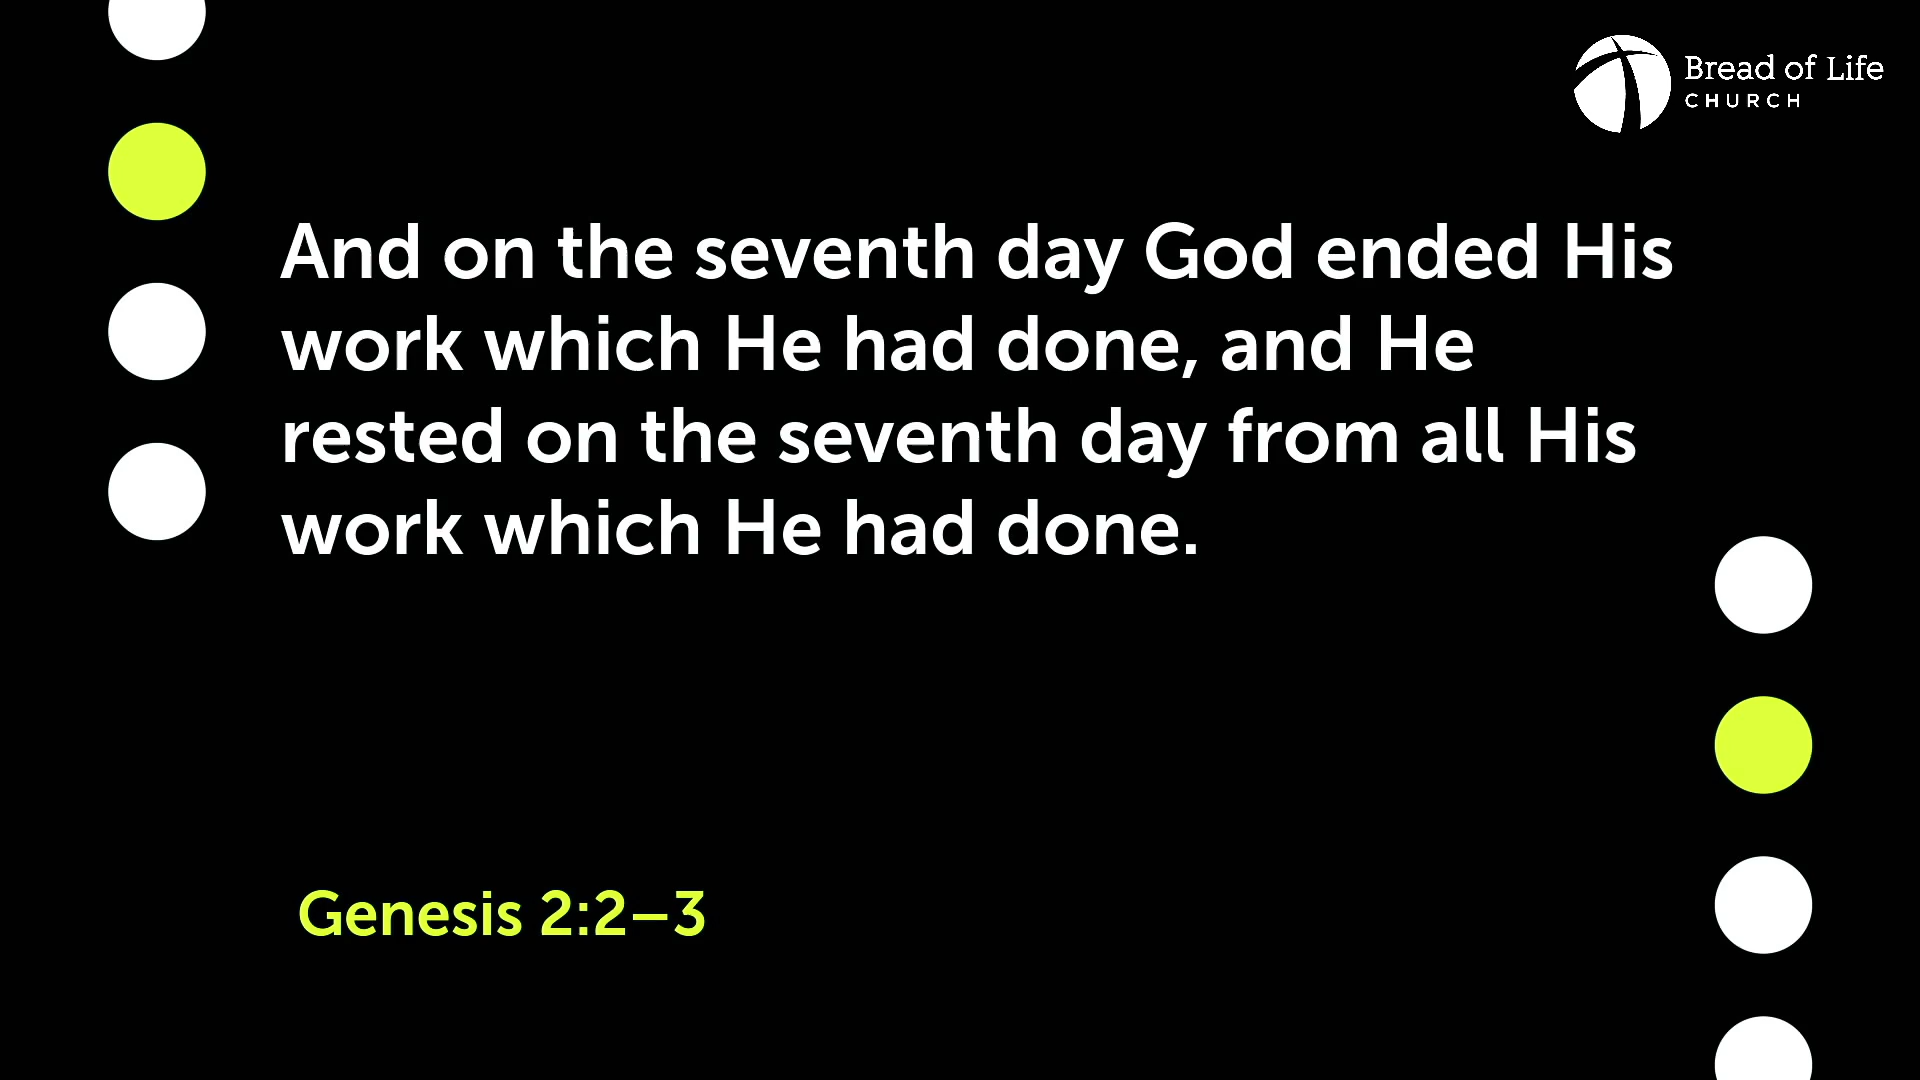 Bread of Life
CHURCH
And on the seventh day God ended His
work which He had done, and He
rested on the seventh day from all His
work which He had done.
Genesis 2:2–3